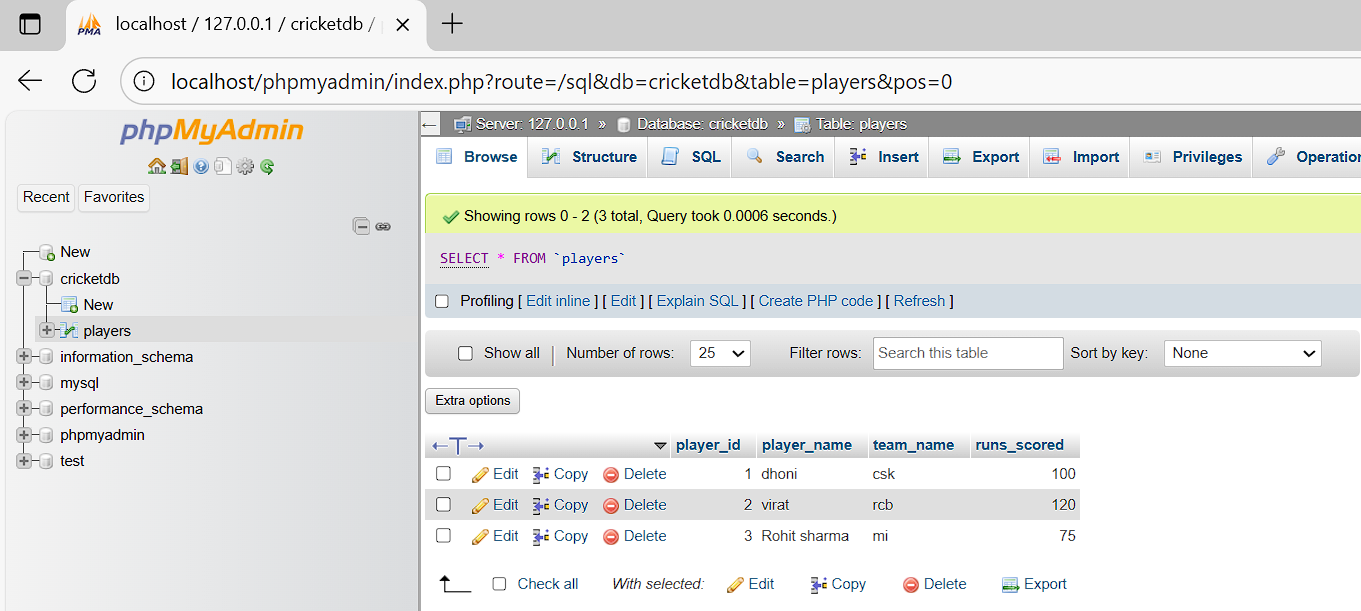 localhost / 127.0.0.1 / cricketdb /
localhost/phpmyadmin/index.php?route=/sql&db=cricketdb&table=players&pos=0
phpMyAdmin
Recent Favorites
New
cricketdb
New
players
information_schema
mysql
performance_schema
phpmyadmin
test
Server: 127.0.0.1 » Database: cricketdb » Table: players
Browse Structure SQL Search Insert Export Import Privileges Operation
Showing rows 0 - 2 (3 total, Query took 0.0006 seconds.)
SELECT * FROM `players`
Profiling [ Edit inline ] [ Edit ] [ Explain SQL ] [ Create PHP code ] [ Refresh ]
Show all Number of rows: 25 Filter rows: Search this table Sort by key: None
Extra options
player_id player_name team_name runs_scored
Edit Copy Delete 1 dhoni csk 100
Edit Copy Delete 2 virat rcb 120
Edit Copy Delete 3 Rohit sharma mi 75
Check all With selected: Edit Copy Delete Export